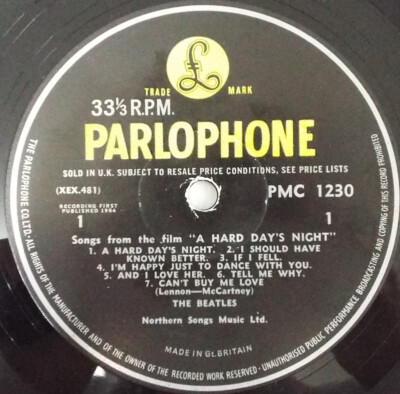 £
TRADE MARK
33⅓ R.P.M.
PARLOPHONE
SOLD IN U.K. SUBJECT TO RESALE PRICE CONDITIONS, SEE PRICE LISTS
(XEX.481) PMC 1230
RECORDING FIRST
PUBLISHED 1964
1 1
Songs from the film "A HARD DAY'S NIGHT"
1. A HARD DAY'S NIGHT. 2. I SHOULD HAVE
KNOWN BETTER. 3. IF I FELL.
4. I'M HAPPY JUST TO DANCE WITH YOU.
5. AND I LOVE HER. 6. TELL ME WHY.
7. CAN'T BUY ME LOVE
(Lennon—McCartney)
THE BEATLES
Northern Songs Music Ltd.
MADE IN Gt. BRITAIN
THE PARLOPHONE CO. LTD. · ALL RIGHTS OF THE MANUFACTURER AND OF THE OWNER OF THE RECORDED WORK RESERVED · UNAUTHORISED PUBLIC PERFORMANCE BROADCASTING AND COPYING OF THIS RECORD PROHIBITED